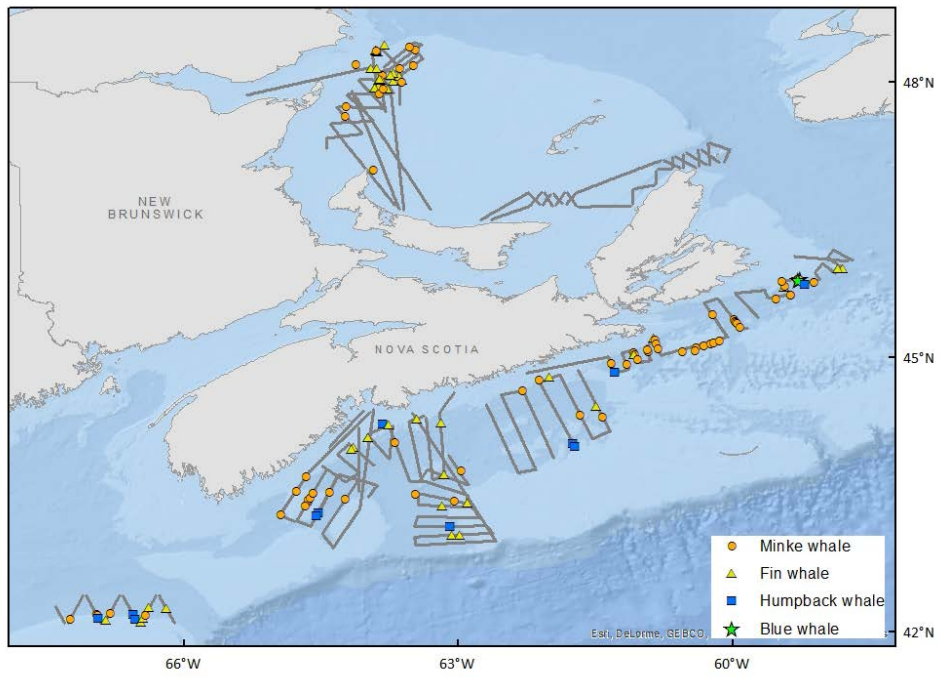 48°N
NEW
BRUNSWICK
NOVA SCOTIA
45°N
Minke whale
Fin whale
Humpback whale
Blue whale
Esri, DeLorme, GEBCO,
42°N
66°W
63°W
60°W